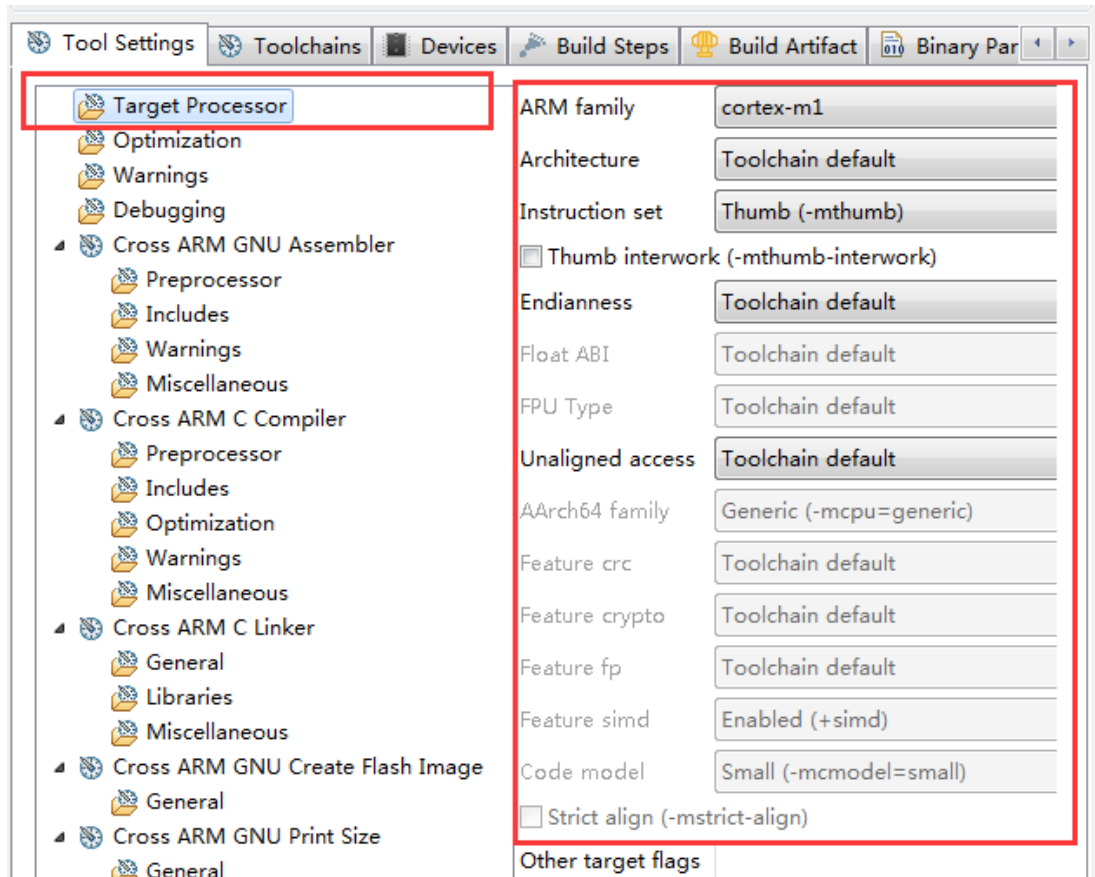 Tool Settings Toolchains Devices Build Steps Build Artifact Binary Par
Target Processor
Optimization
Warnings
Debugging
Cross ARM GNU Assembler
Preprocessor
Includes
Warnings
Miscellaneous
Cross ARM C Compiler
Preprocessor
Includes
Optimization
Warnings
Miscellaneous
Cross ARM C Linker
General
Libraries
Miscellaneous
Cross ARM GNU Create Flash Image
General
Cross ARM GNU Print Size
General
ARM family cortex-m1
Architecture Toolchain default
Instruction set Thumb (-mthumb)
Thumb interwork (-mthumb-interwork)
Endianness Toolchain default
Float ABI Toolchain default
FPU Type Toolchain default
Unaligned access Toolchain default
AArch64 family Generic (-mcpu=generic)
Feature crc Toolchain default
Feature crypto Toolchain default
Feature fp Toolchain default
Feature simd Enabled (+simd)
Code model Small (-mcmodel=small)
Strict align (-mstrict-align)
Other target flags